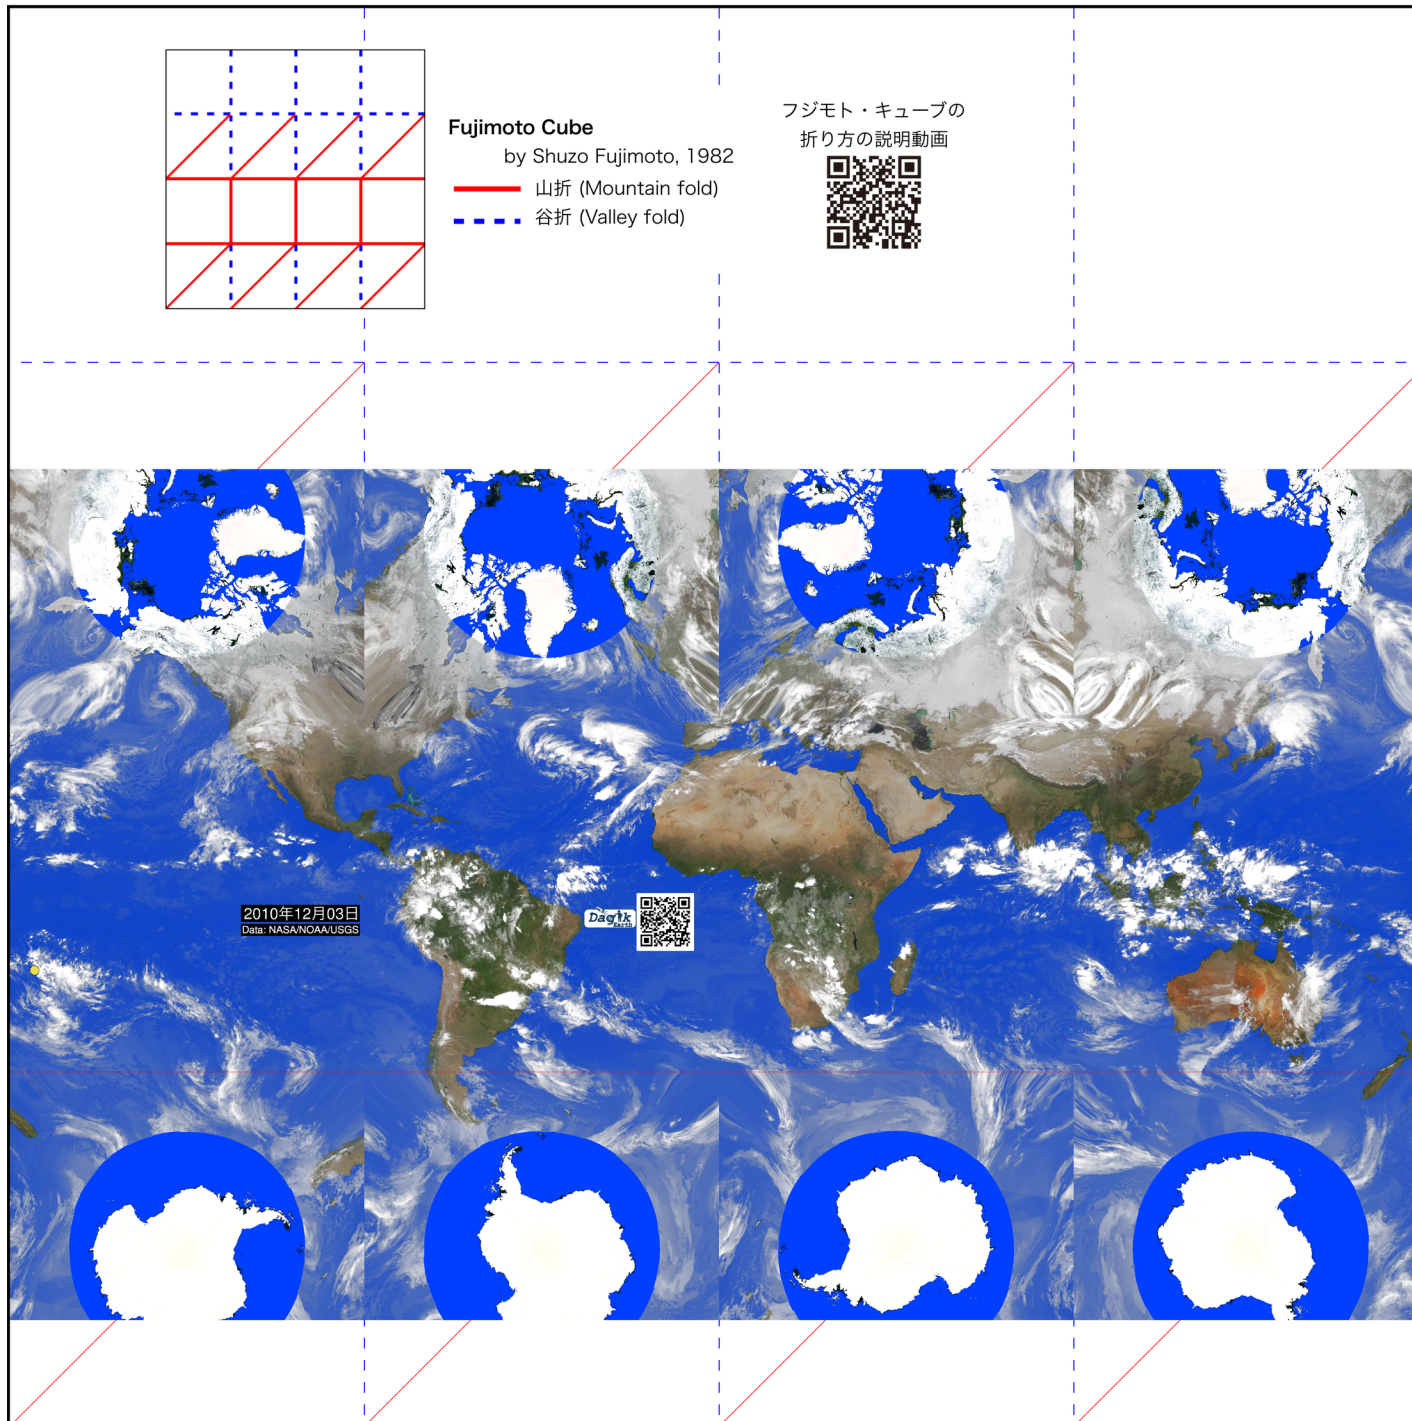 Fujimoto Cube
by Shuzo Fujimoto, 1982
山折 (Mountain fold)
谷折 (Valley fold)
フジモト・キューブの
折り方の説明動画
2010年12月03日
Data: NASA/NOAA/USGS
Dagik
Earth